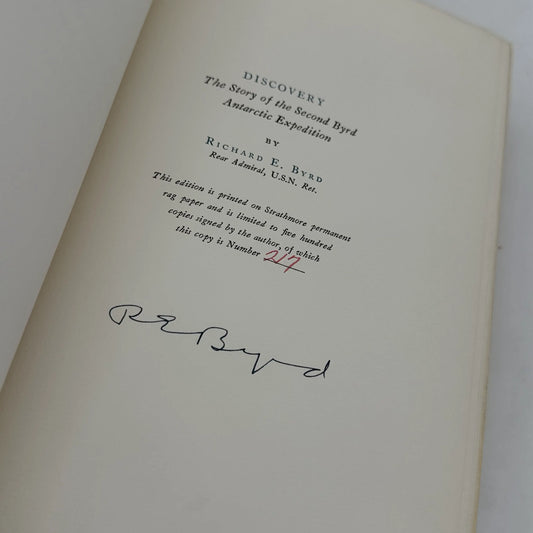 DISCOVERY
The Story of the Second Byrd
Antarctic Expedition
BY
RICHARD E. BYRD
Rear Admiral, U.S.N. Ret.
This edition is printed on Strathmore permanent
rag paper and is limited to five hundred
copies signed by the author, of which
this copy is Number 217
R E Byrd